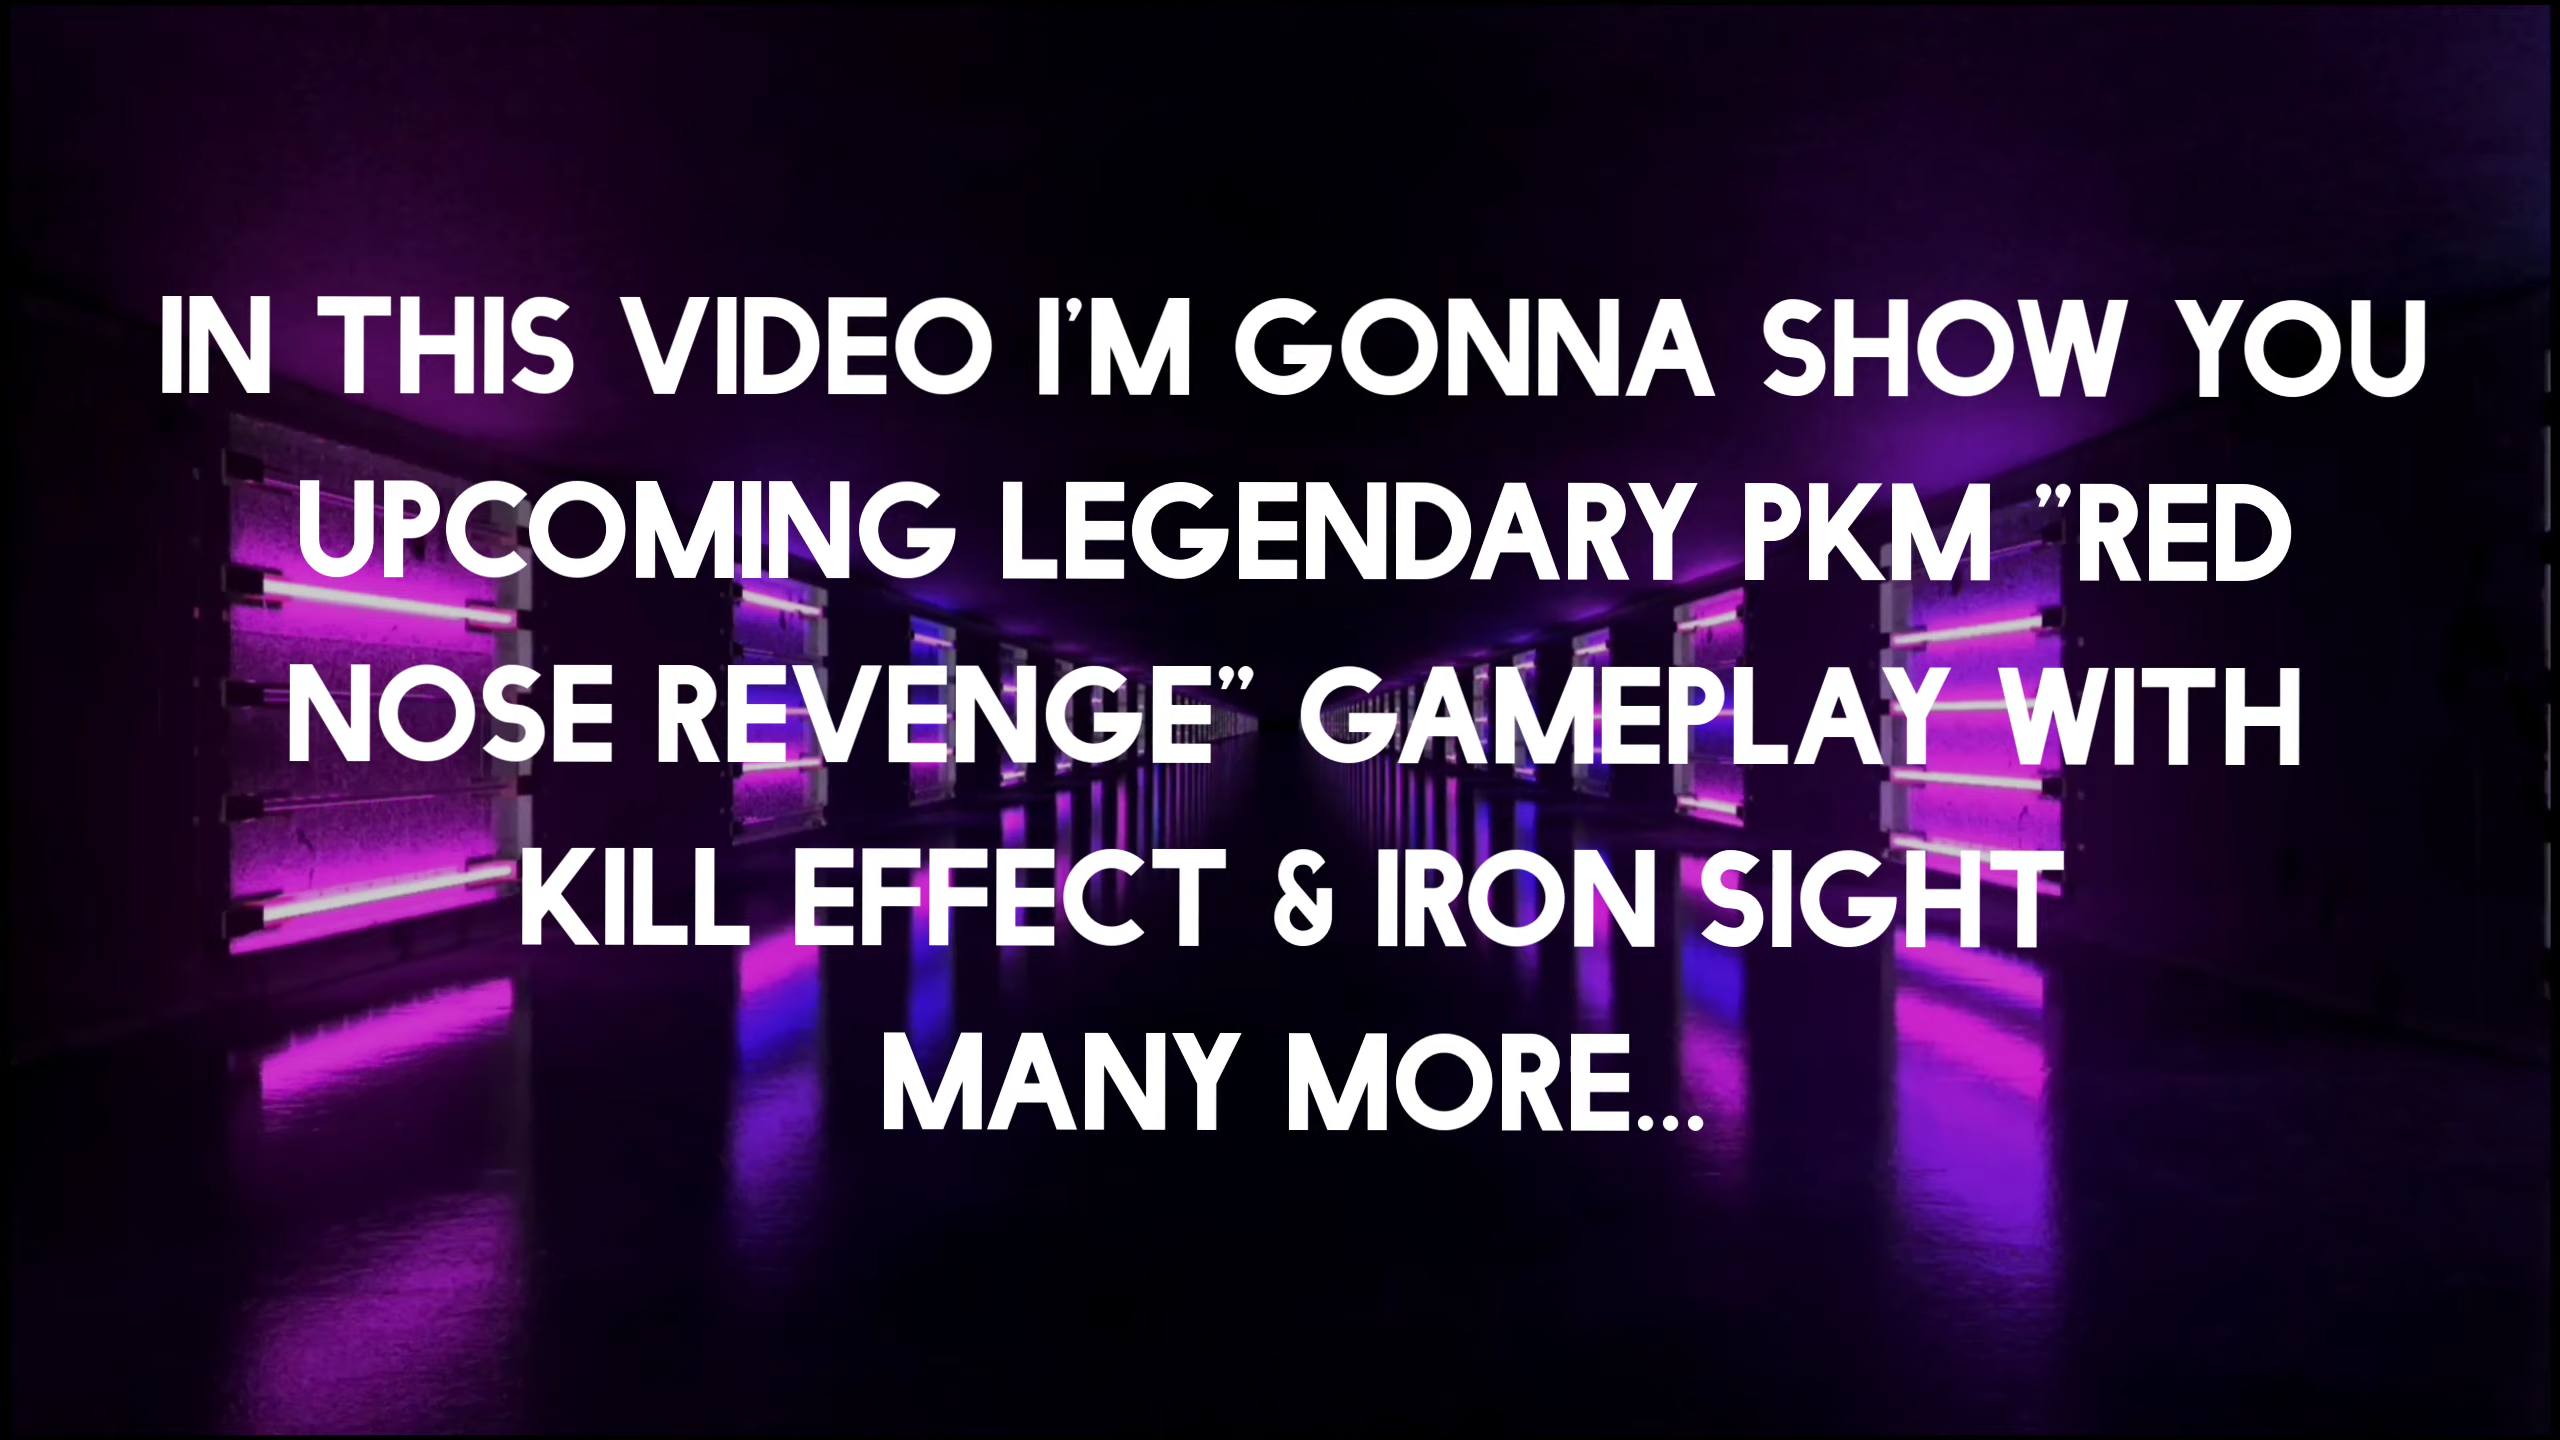 IN THIS VIDEO I'M GONNA SHOW YOU
UPCOMING LEGENDARY PKM "RED
NOSE REVENGE" GAMEPLAY WITH
KILL EFFECT & IRON SIGHT
MANY MORE...